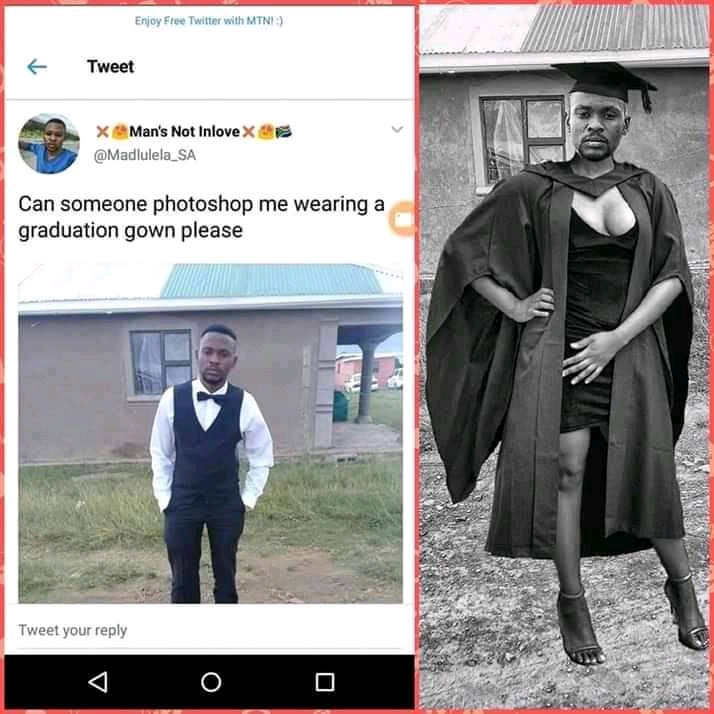 Enjoy Free Twitter with MTN! :)
Tweet
Man's Not Inlove
@Madlulela_SA
Can someone photoshop me wearing a
graduation gown please
Tweet your reply